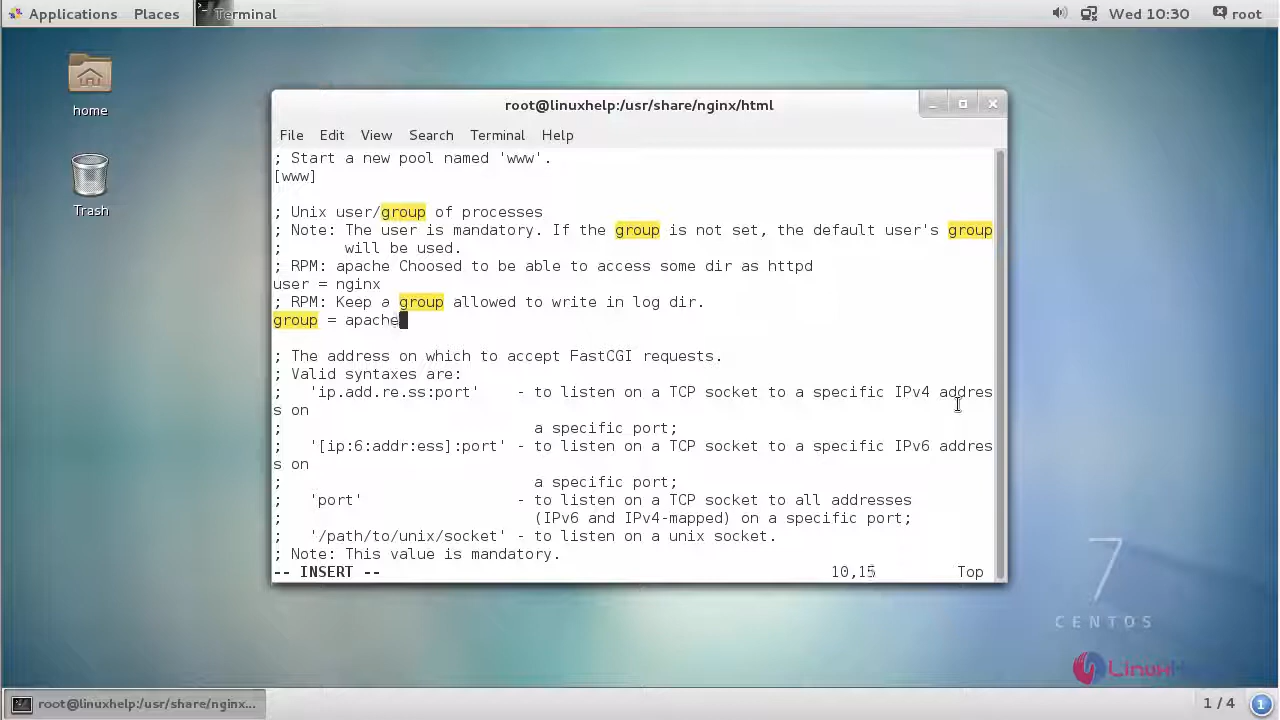 Applications Places Terminal Wed 10:30 root
home
Trash
root@linuxhelp:/usr/share/nginx/html
File Edit View Search Terminal Help
; Start a new pool named 'www'.
[www]
; Unix user/group of processes
; Note: The user is mandatory. If the group is not set, the default user's group
;       will be used.
; RPM: apache Choosed to be able to access some dir as httpd
user = nginx
; RPM: Keep a group allowed to write in log dir.
group = apache
; The address on which to accept FastCGI requests.
; Valid syntaxes are:
;   'ip.add.re.ss:port'    - to listen on a TCP socket to a specific IPv4 addres
s on
;                            a specific port;
;   '[ip:6:addr:ess]:port' - to listen on a TCP socket to a specific IPv6 addres
s on
;                            a specific port;
;   'port'                 - to listen on a TCP socket to all addresses
;                            (IPv6 and IPv4-mapped) on a specific port;
;   '/path/to/unix/socket' - to listen on a unix socket.
; Note: This value is mandatory.
-- INSERT -- 10,15 Top
7
CENTOS
root@linuxhelp:/usr/share/nginx... 1 / 4 1